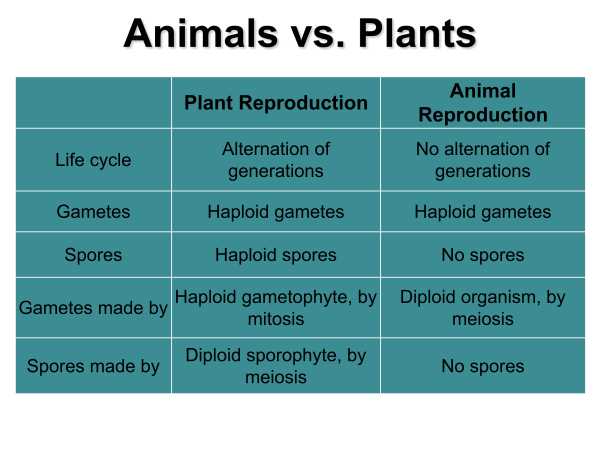 Animals vs. Plants
Plant Reproduction
Animal
Reproduction
Life cycle
Alternation of
generations
No alternation of
generations
Gametes
Haploid gametes
Haploid gametes
Spores
Haploid spores
No spores
Gametes made by
Haploid gametophyte, by
mitosis
Diploid organism, by
meiosis
Spores made by
Diploid sporophyte, by
meiosis
No spores